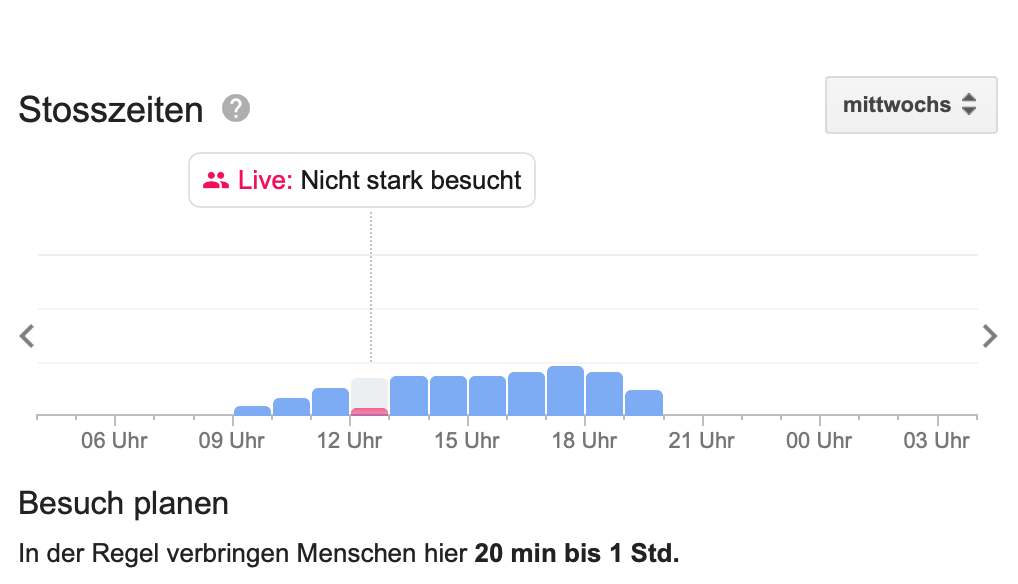 Stosszeiten ?
mittwochs
Live: Nicht stark besucht
06 Uhr 09 Uhr 12 Uhr 15 Uhr 18 Uhr 21 Uhr 00 Uhr 03 Uhr
Besuch planen
In der Regel verbringen Menschen hier 20 min bis 1 Std.